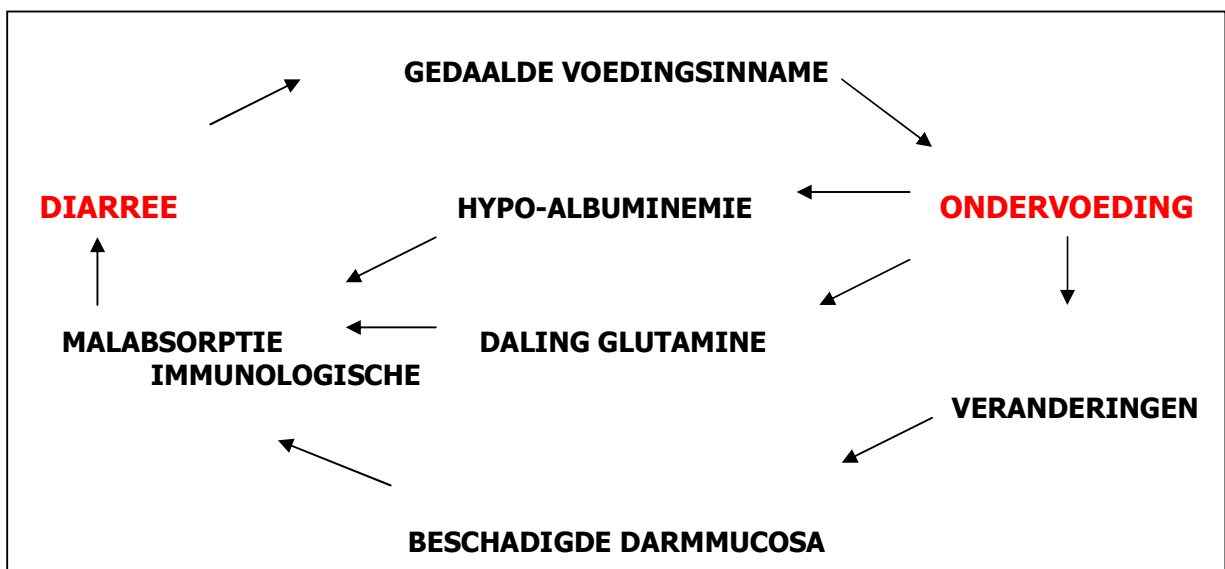 GEDAALDE VOEDINGSINNAME
DIARREE
HYPO-ALBUMINEMIE
ONDERVOEDING
MALABSORPTIE
DALING GLUTAMINE
IMMUNOLOGISCHE
VERANDERINGEN
BESCHADIGDE DARMMUCOSA